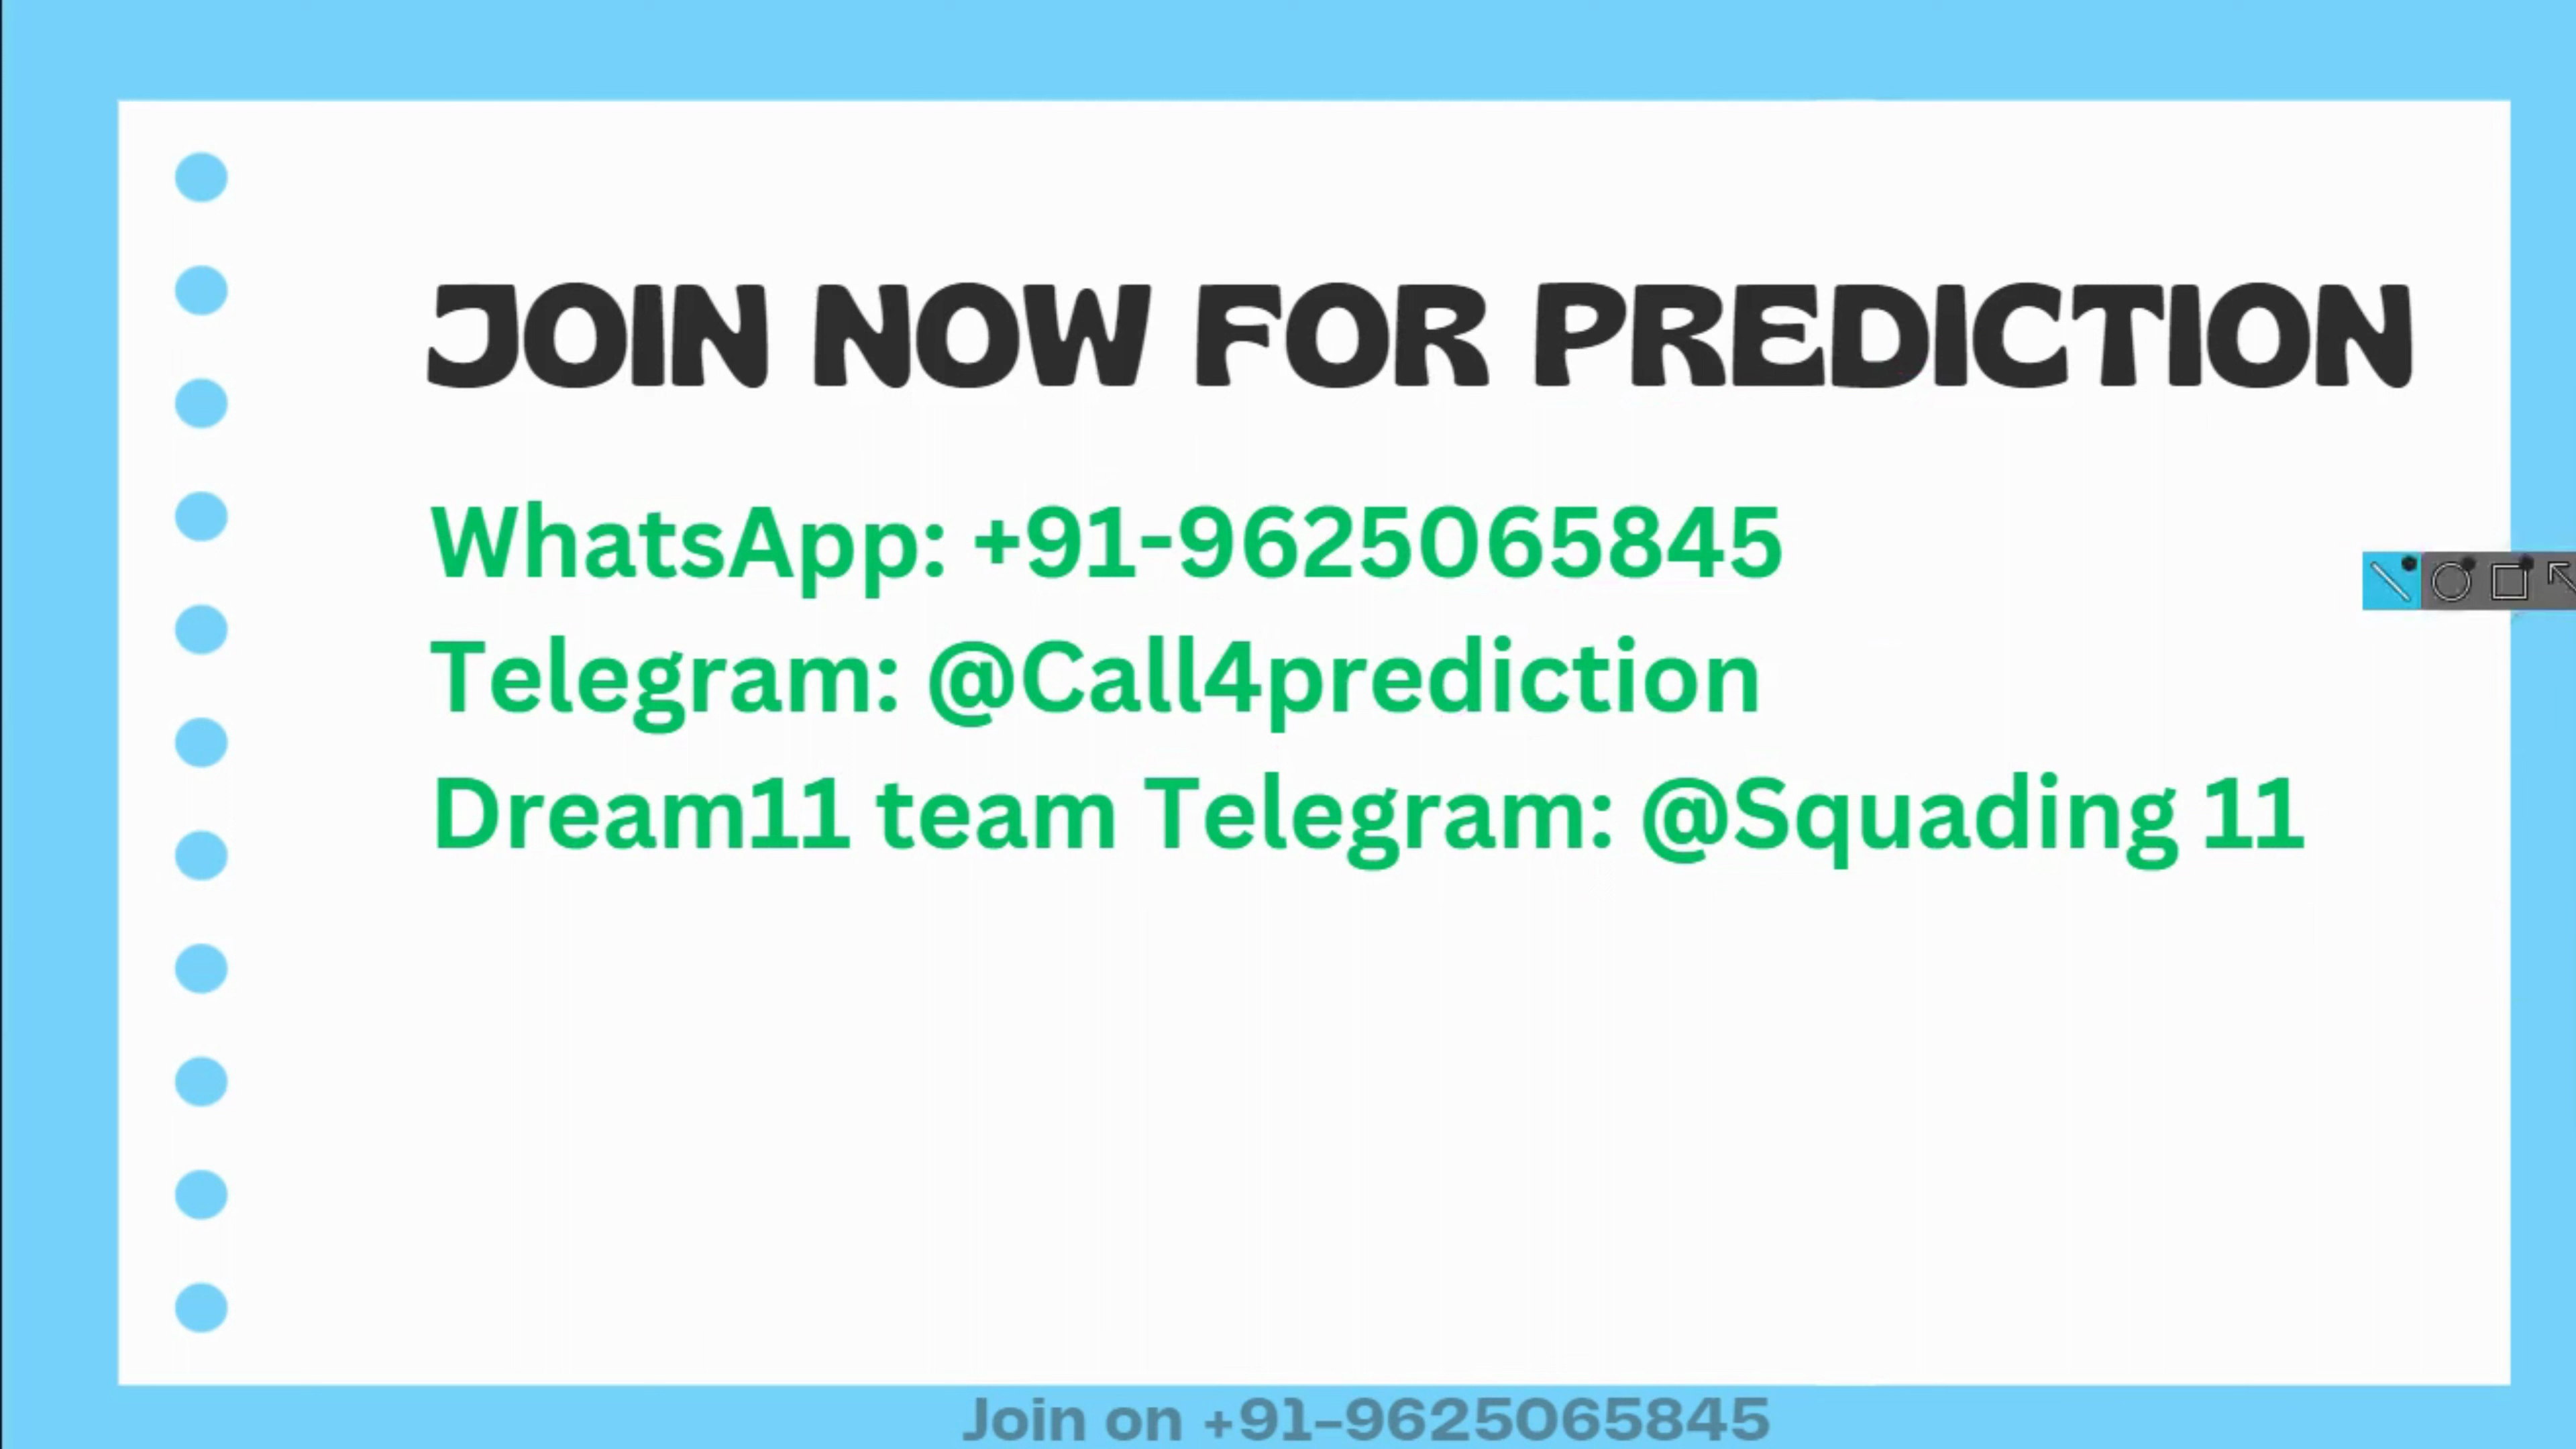 JOIN NOW FOR PREDICTION
WhatsApp: +91-9625065845
Telegram: @Call4prediction
Dream11 team Telegram: @Squading 11
Join on +91-9625065845